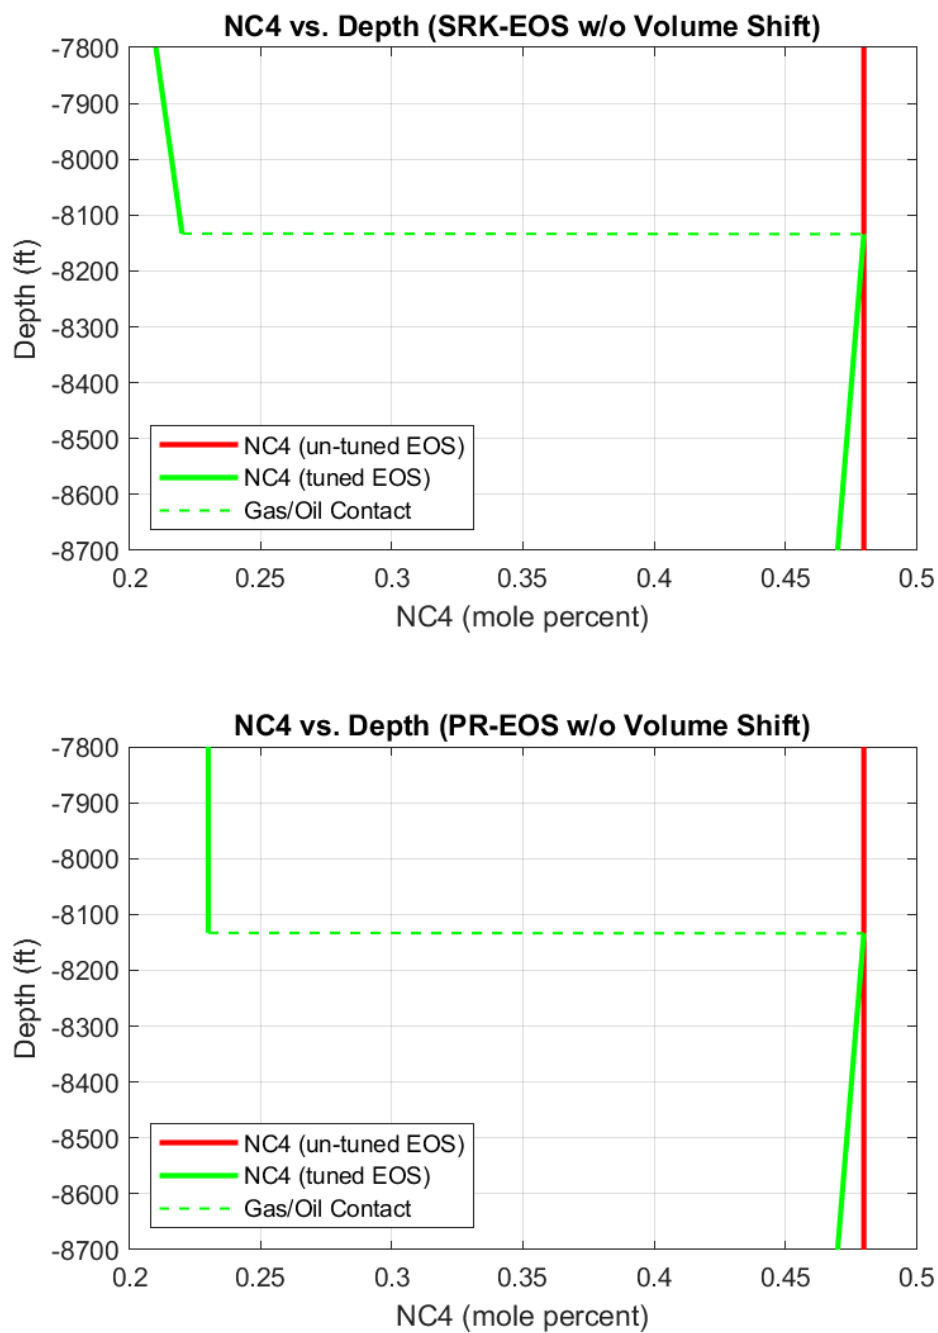 NC4 vs. Depth (SRK-EOS w/o Volume Shift)
-7800
-7900
-8000
-8100
-8200
-8300
-8400
-8500
-8600
-8700
Depth (ft)
NC4 (un-tuned EOS)
NC4 (tuned EOS)
Gas/Oil Contact
0.2 0.25 0.3 0.35 0.4 0.45 0.5
NC4 (mole percent)
NC4 vs. Depth (PR-EOS w/o Volume Shift)
-7800
-7900
-8000
-8100
-8200
-8300
-8400
-8500
-8600
-8700
Depth (ft)
NC4 (un-tuned EOS)
NC4 (tuned EOS)
Gas/Oil Contact
0.2 0.25 0.3 0.35 0.4 0.45 0.5
NC4 (mole percent)